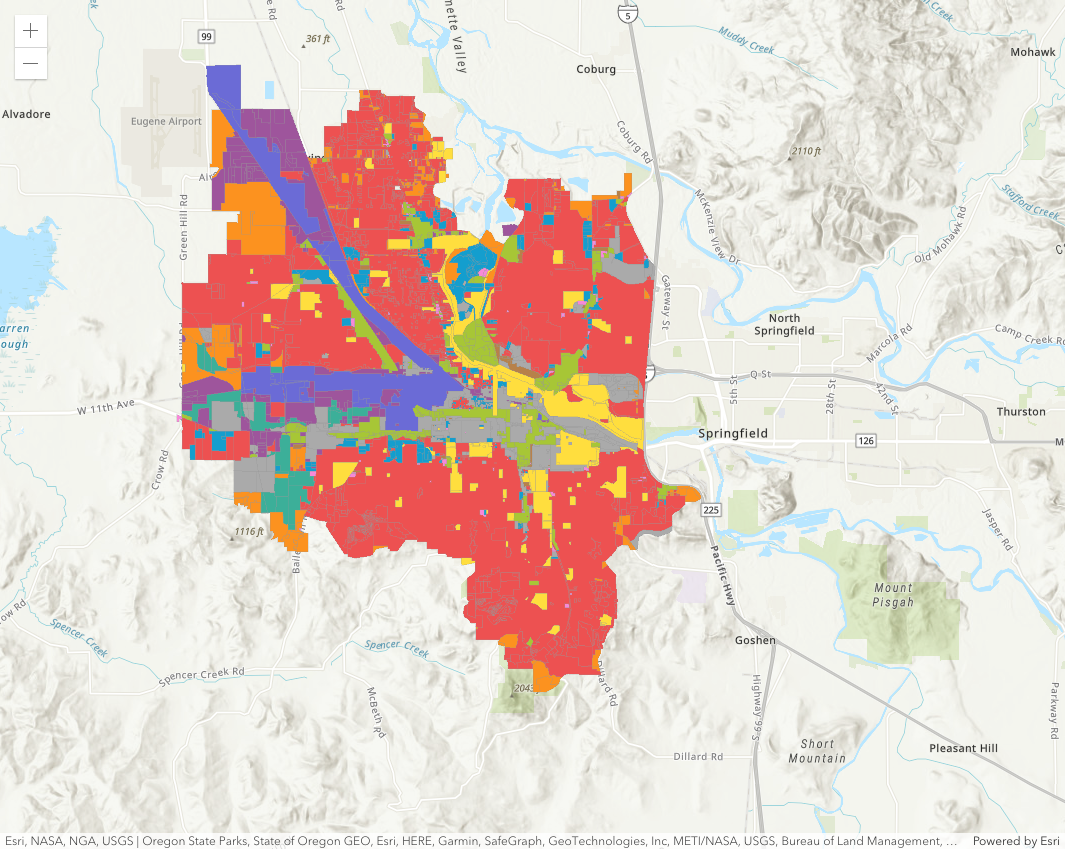 +
−
5
99
361 ft
mette Valley
e Rd
Muddy Creek
Mohawk
Coburg
Alvadore
Eugene Airport
Coburg Rd
2110 ft
Stafford Creek
McKenzie View Dr
Old Mohawk Rd
Green Hill Rd
Gateway St
arren
ough
North
Springfield
Marcola Rd
Camp Creek Rd
Q St
5th St
28th St
42nd St
W 11th Ave
Thurston
Springfield
126
Crow Rd
225
1116 ft
Jasper Rd
Pacific Hwy
Mount
Pisgah
ow Rd
Spencer Creek
Spencer Creek
Goshen
Spencer Creek Rd
Dillard Rd
2043
McBeth Rd
Highway 99 S
Parkway Rd
Short
Mountain
Pleasant Hill
Dillard Rd
Esri, NASA, NGA, USGS | Oregon State Parks, State of Oregon GEO, Esri, HERE, Garmin, SafeGraph, GeoTechnologies, Inc, METI/NASA, USGS, Bureau of Land Management, ... Powered by Esri